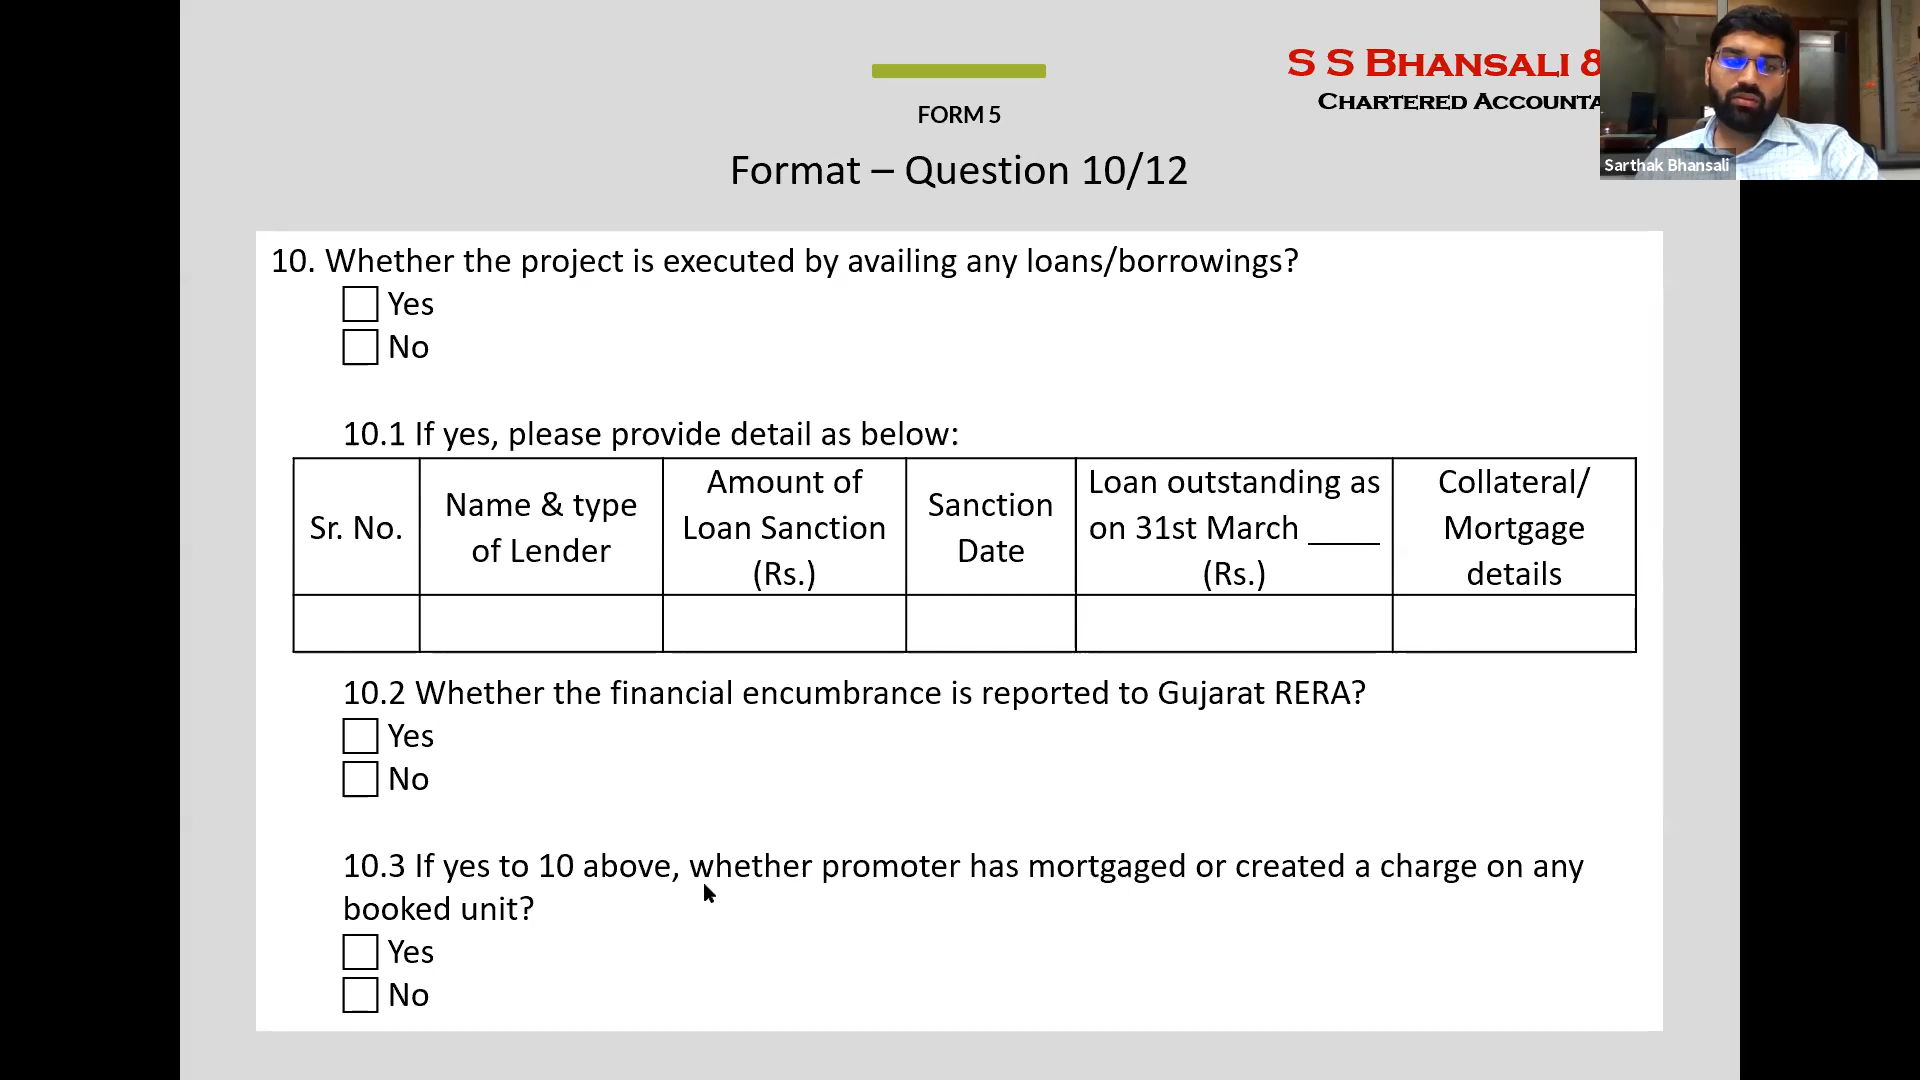 S S BHANSALI &
CHARTERED ACCOUNTA
FORM 5
Format – Question 10/12
Sarthak Bhansali
10. Whether the project is executed by availing any loans/borrowings?
Yes
No
10.1 If yes, please provide detail as below:
Sr. No.
Name & type
of Lender
Amount of
Loan Sanction
(Rs.)
Sanction
Date
Loan outstanding as
on 31st March ____
(Rs.)
Collateral/
Mortgage
details
10.2 Whether the financial encumbrance is reported to Gujarat RERA?
Yes
No
10.3 If yes to 10 above, whether promoter has mortgaged or created a charge on any
booked unit?
Yes
No